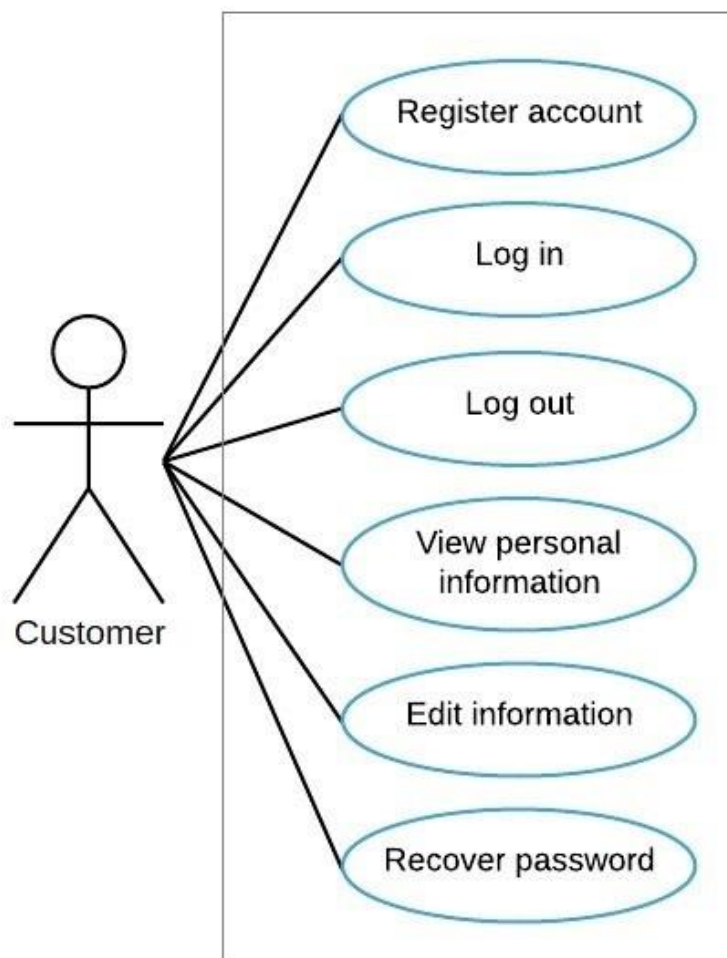 Register account
Log in
Log out
View personal
information
Customer
Edit information
Recover password